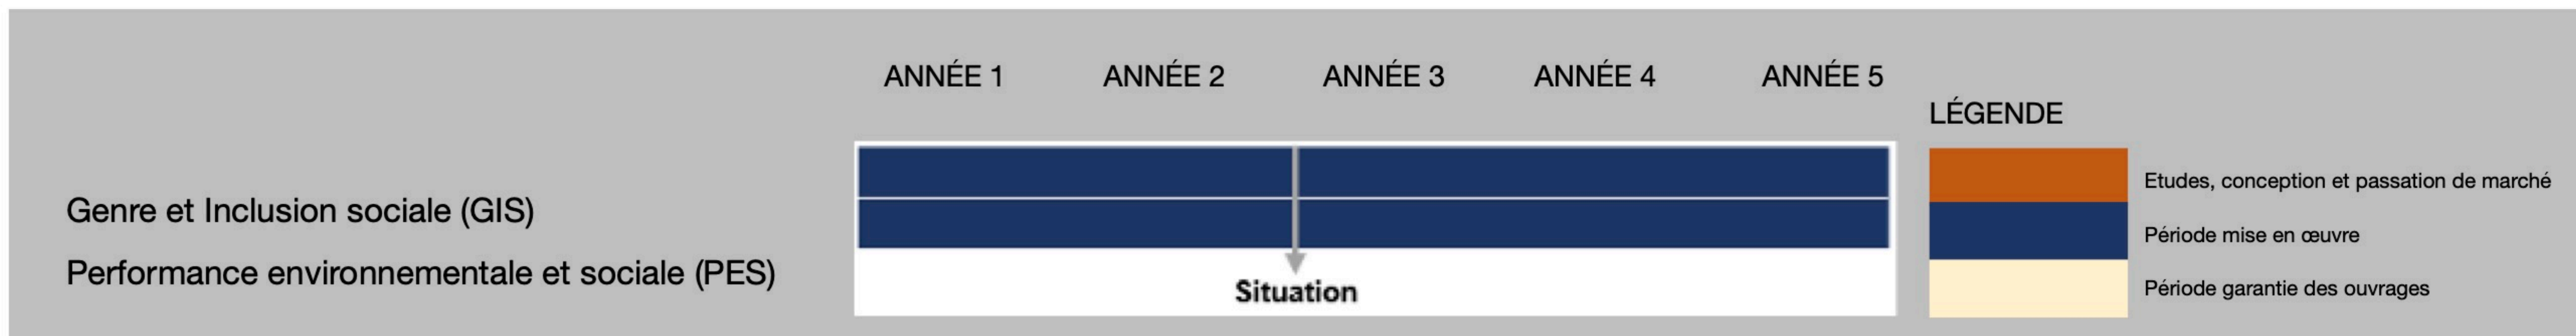 ANNÉE 1 ANNÉE 2 ANNÉE 3 ANNÉE 4 ANNÉE 5
LÉGENDE
Etudes, conception et passation de marché
Genre et Inclusion sociale (GIS)
Période mise en œuvre
Performance environnementale et sociale (PES)
Situation
Période garantie des ouvrages